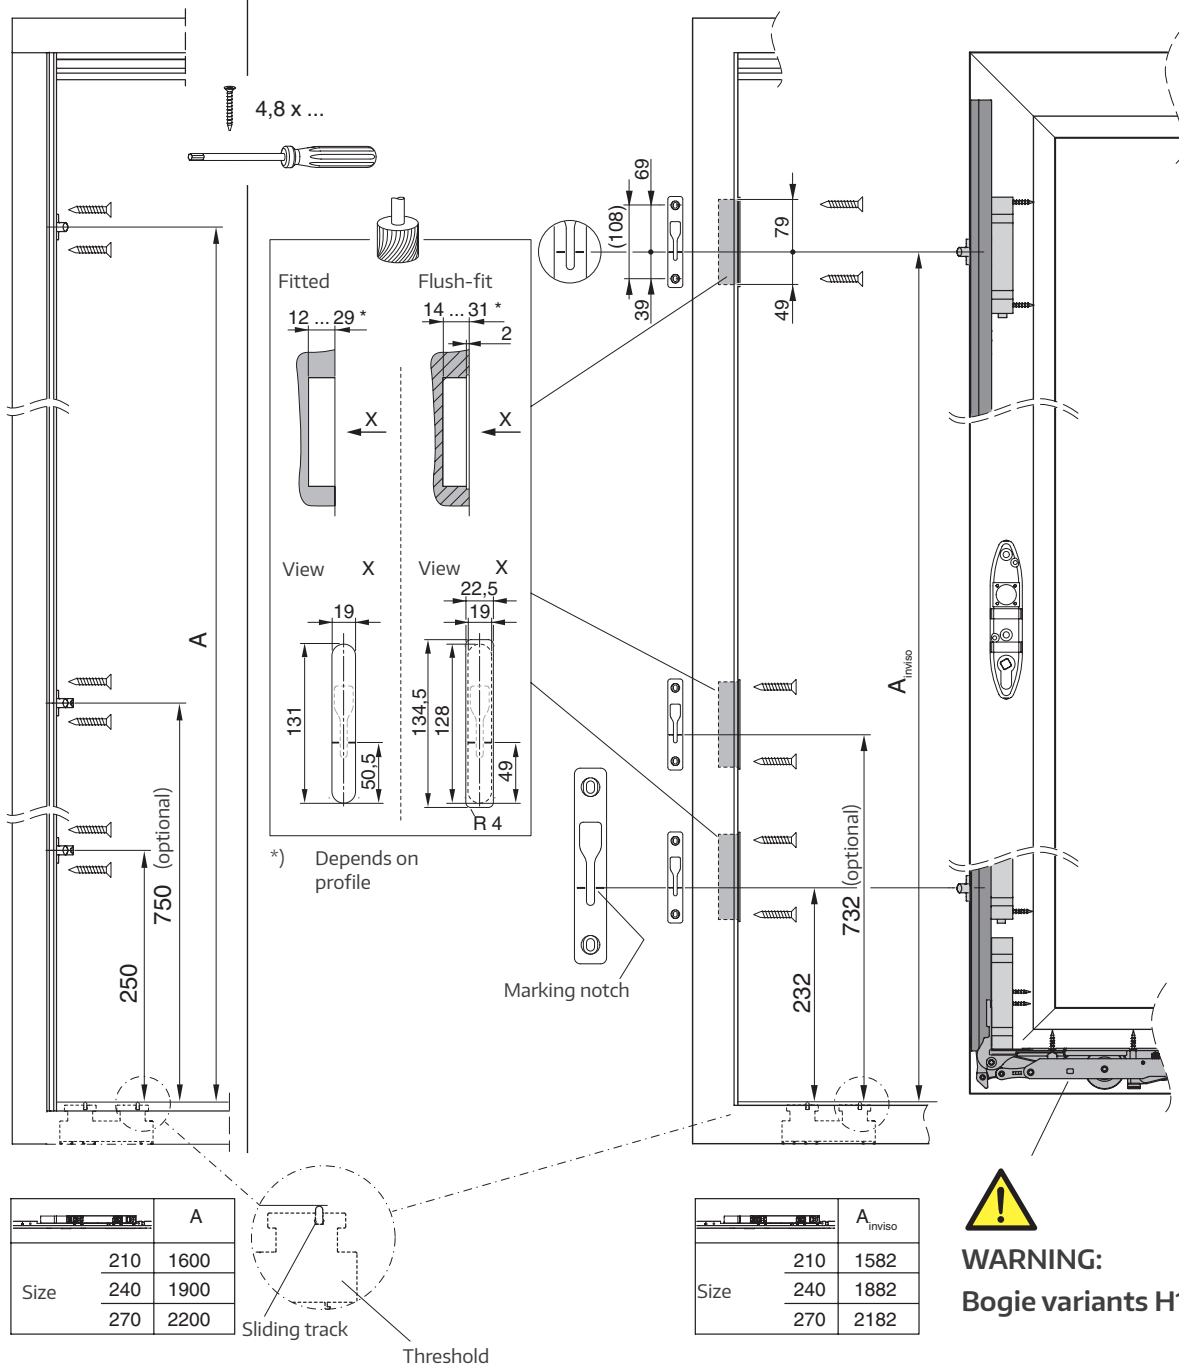 4,8 x ...
Fitted
Flush-fit
12 ... 29 *
14 ... 31 *
2
X
X
View X
View X
19
22,5
19
131
50,5
134,5
128
49
R 4
*) Depends on
profile
A
750 (optional)
250
69
(108)
39
79
49
A inviso
732 (optional)
232
Marking notch
A
Size
210 1600
240 1900
270 2200
Sliding track
Threshold
A inviso
Size
210 1582
240 1882
270 2182
WARNING:
Bogie variants H